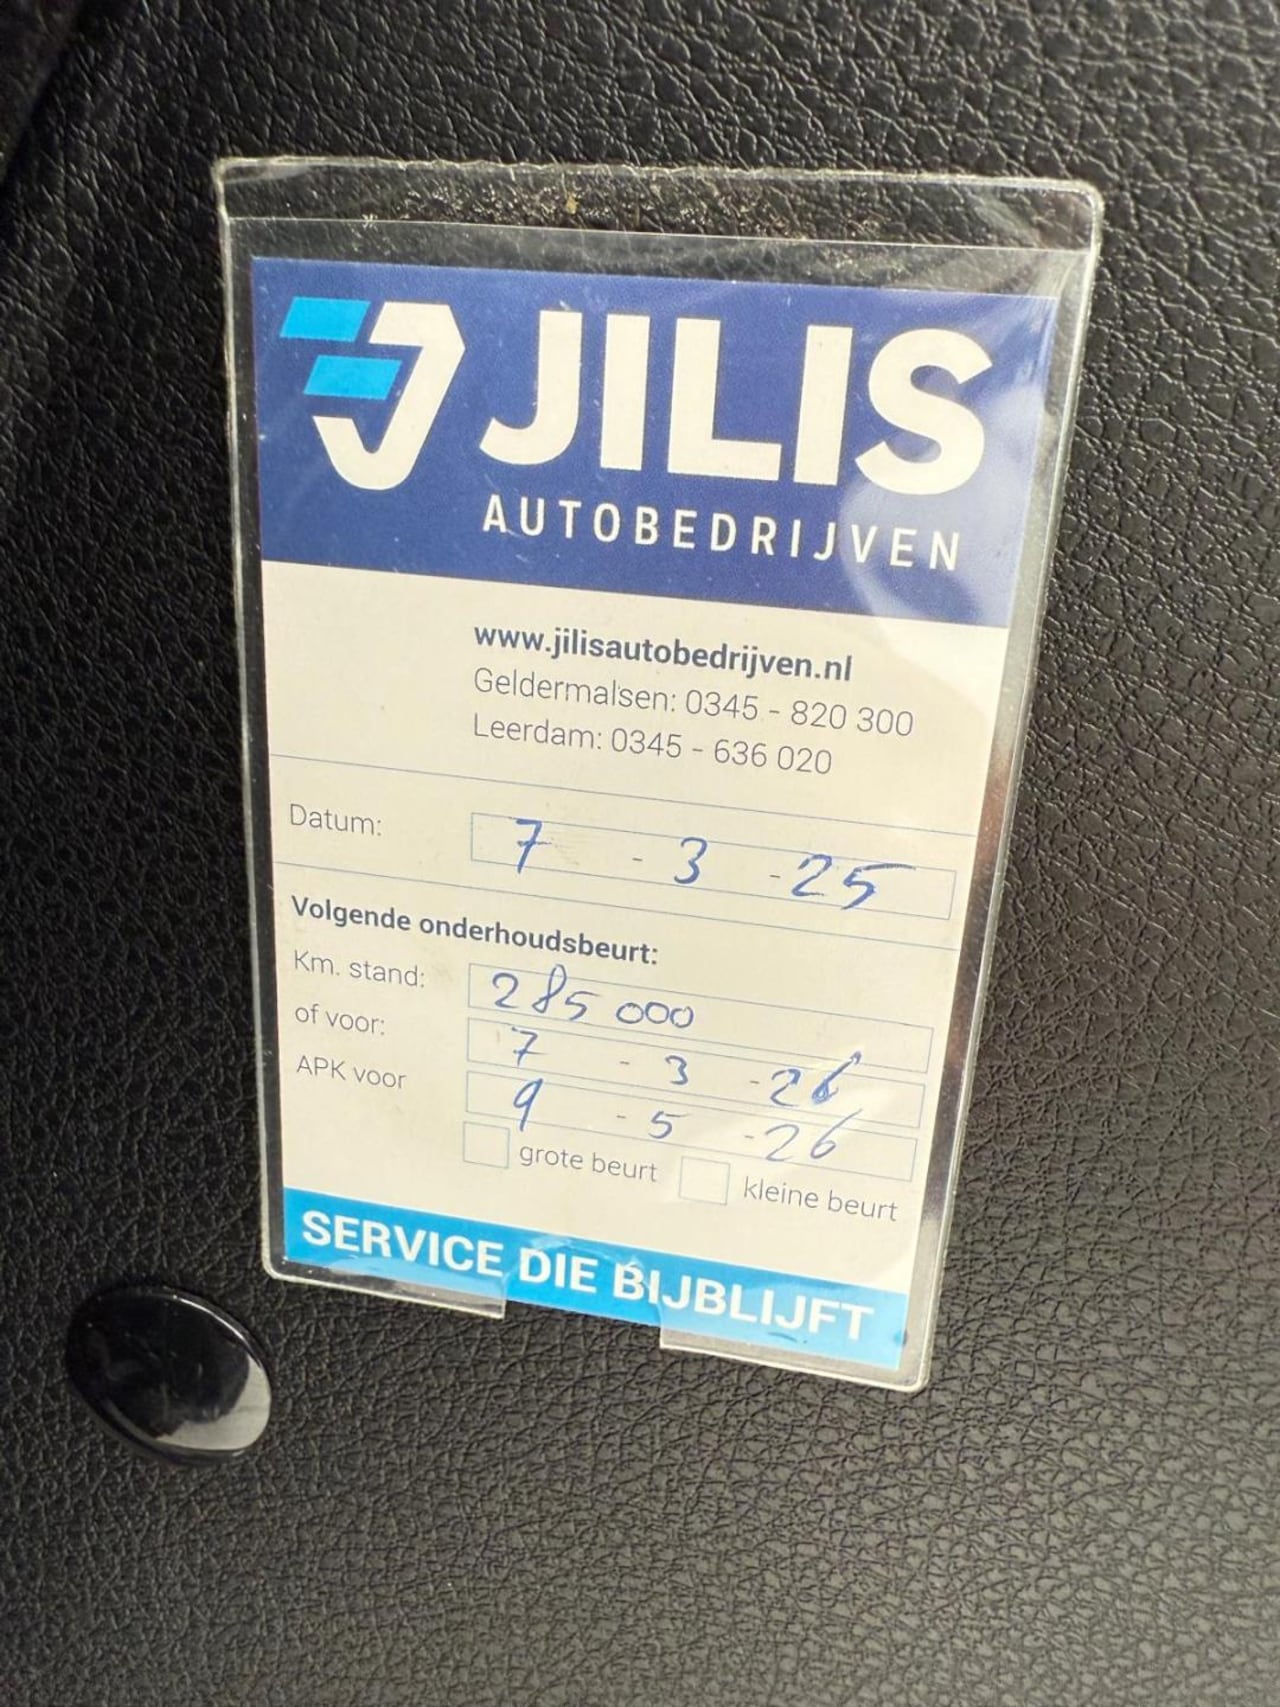 JILIS
AUTOBEDRIJVEN
www.jilisautobedrijven.nl
Geldermalsen: 0345 - 820 300
Leerdam: 0345 - 636 020
Datum: 7 - 3 - 25
Volgende onderhoudsbeurt:
Km. stand: 285 000
of voor: 7 - 3 - 26
APK voor 9 - 5 - 26
grote beurt kleine beurt
SERVICE DIE BIJBLIJFT